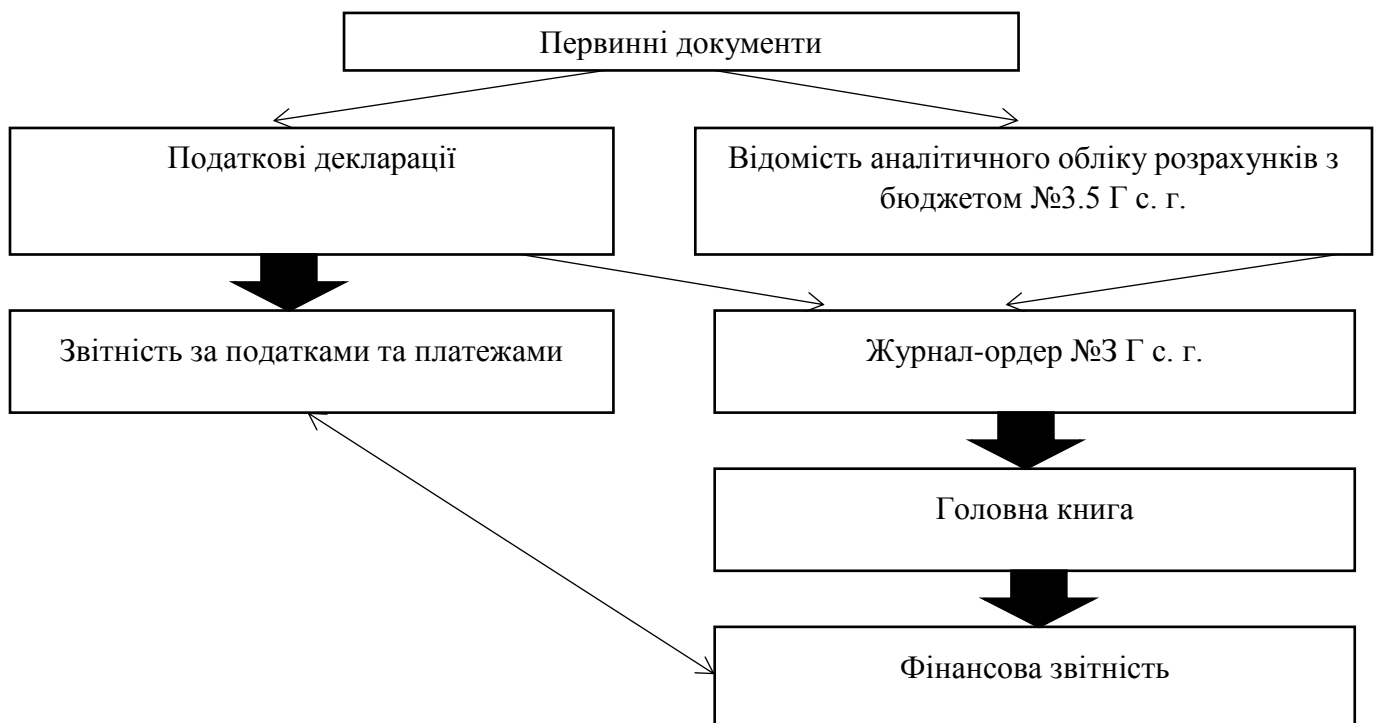 Первинні документи
Податкові декларації
Відомість аналітичного обліку розрахунків з
бюджетом №3.5 Г с. г.
Звітність за податками та платежами
Журнал-ордер №3 Г с. г.
Головна книга
Фінансова звітність